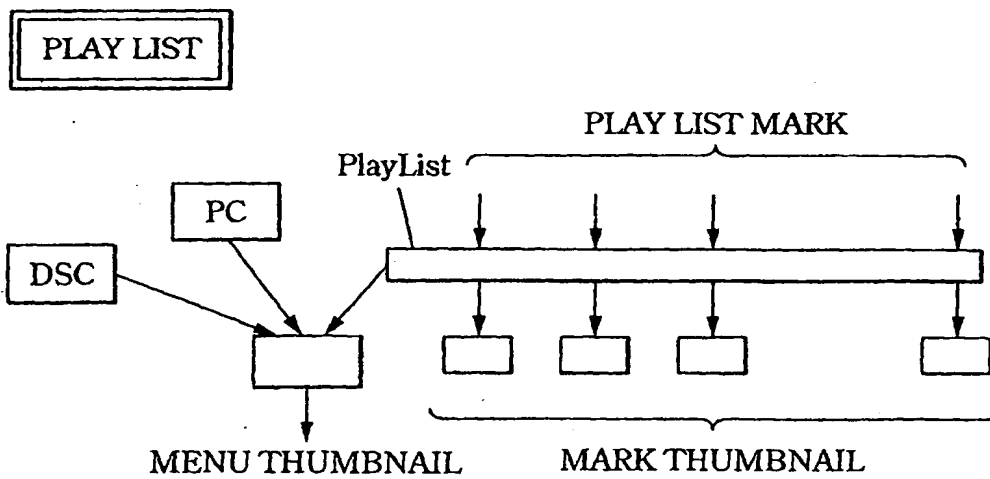 PLAY LIST
PLAY LIST MARK
PlayList
PC
DSC
MENU THUMBNAIL
MARK THUMBNAIL